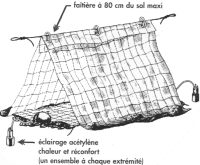 faîtière à 80 cm du sol maxi
éclairage acétylène
chaleur et réconfort
(un ensemble à chaque extrémité)